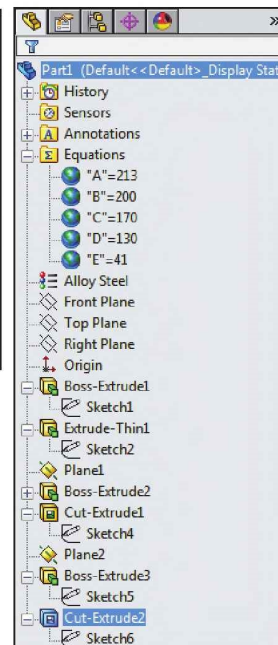 Part1 (Default<<Default>_Display Stat
History
Sensors
Annotations
Equations
"A"=213
"B"=200
"C"=170
"D"=130
"E"=41
Alloy Steel
Front Plane
Top Plane
Right Plane
Origin
Boss-Extrude1
Sketch1
Extrude-Thin1
Sketch2
Plane1
Boss-Extrude2
Cut-Extrude1
Sketch4
Plane2
Boss-Extrude3
Sketch5
Cut-Extrude2
Sketch6